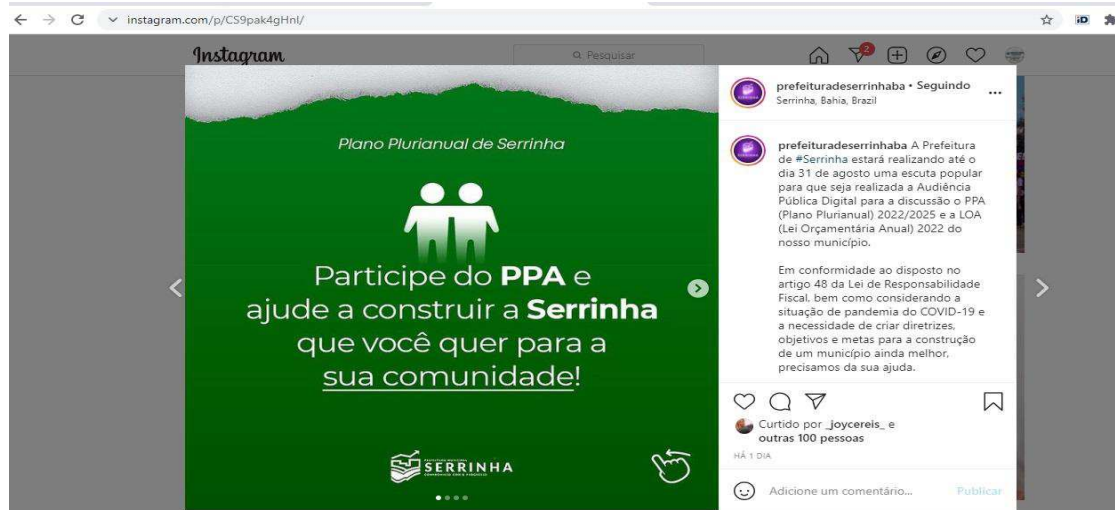 instagram.com/p/CS9pak4gHnI/
Instagram
Pesquisar
2
iD
Plano Plurianual de Serrinha
Participe do PPA e
ajude a construir a Serrinha
que você quer para a
sua comunidade!
SERRINHA
prefeituradeserrinhaba • Seguindo
Serrinha, Bahia, Brazil
prefeituradeserrinhaba A Prefeitura
de #Serrinha estará realizando até o
dia 31 de agosto uma escuta popular
para que seja realizada a Audiência
Pública Digital para a discussão o PPA
(Plano Plurianual) 2022/2025 e a LOA
(Lei Orçamentária Anual) 2022 do
nosso município.
Em conformidade ao disposto no
artigo 48 da Lei de Responsabilidade
Fiscal, bem como considerando a
situação de pandemia do COVID-19 e
a necessidade de criar diretrizes,
objetivos e metas para a construção
de um município ainda melhor,
precisamos da sua ajuda.
Curtido por _joycereis_ e
outras 100 pessoas
HÁ 1 DIA
Adicione um comentário...
Publicar